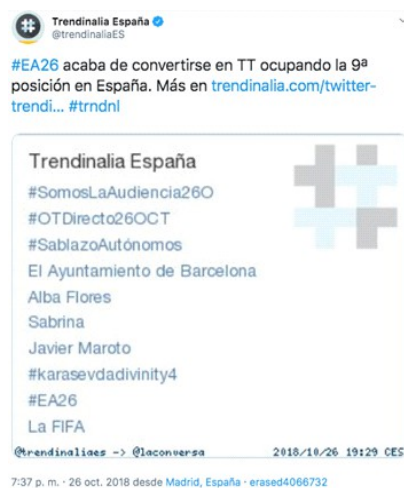 Trendinalia España
@trendinaliaES
#EA26 acaba de convertirse en TT ocupando la 9ª
posición en España. Más en trendinalia.com/twitter-
trendi... #trndnl
Trendinalia España
#SomosLaAudiencia26O
#OTDirecto26OCT
#SablazoAutónomos
El Ayuntamiento de Barcelona
Alba Flores
Sabrina
Javier Maroto
#karasevdadivinity4
#EA26
La FIFA
@trendinaliaes -> @laconversa 2018/10/26 19:29 CES
7:37 p. m. · 26 oct. 2018 desde Madrid, España · erased4066732